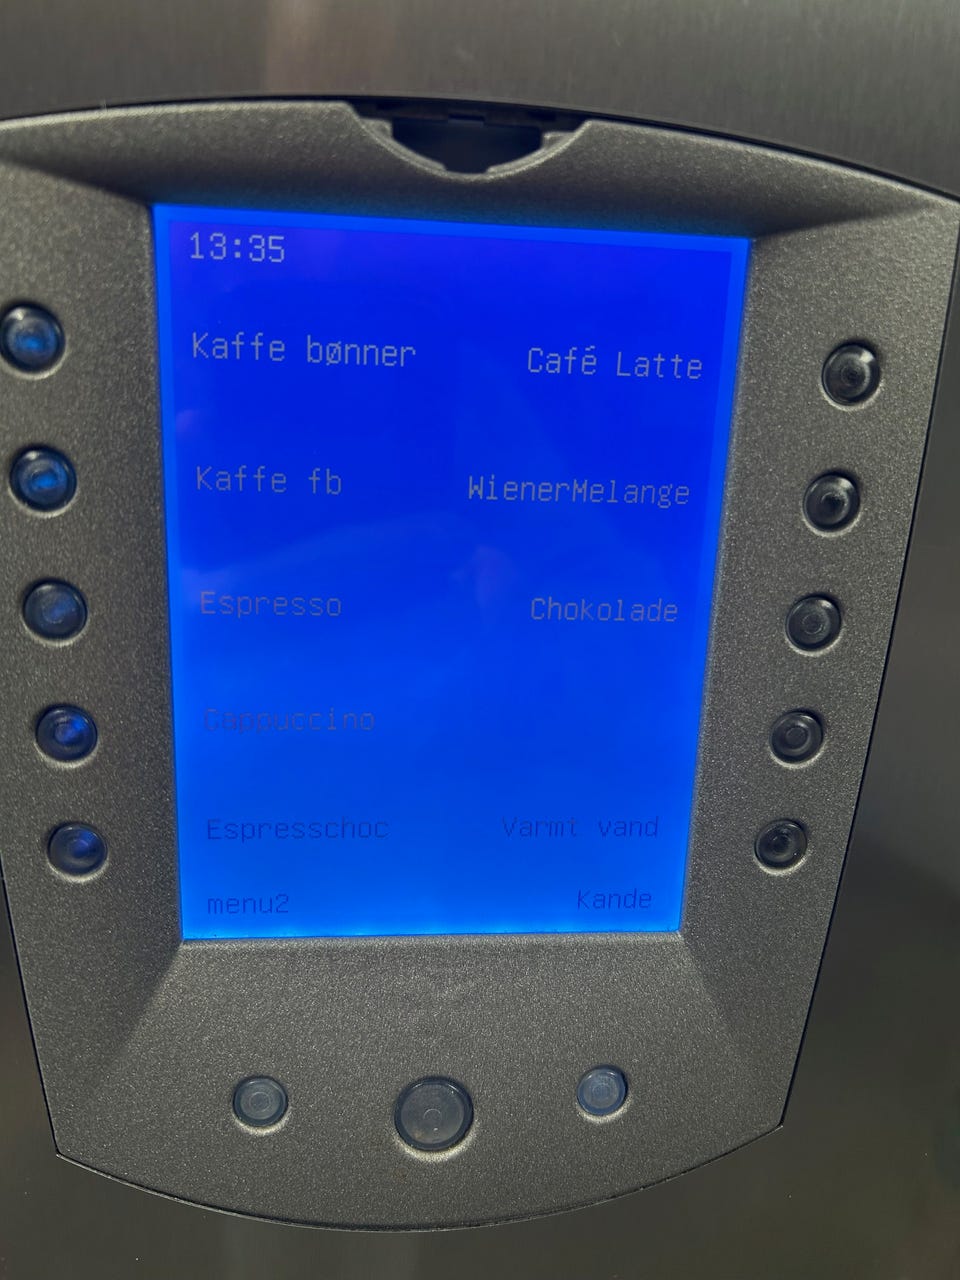 13:35
Kaffe bønner
Café Latte
Kaffe fb
WienerMelange
Espresso
Chokolade
Cappuccino
Espresschoc
Varmt vand
menu2
Kande